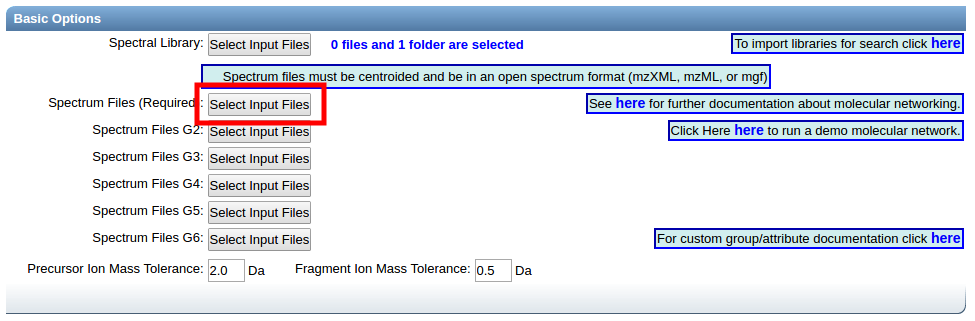 Basic Options
Spectral Library: Select Input Files 0 files and 1 folder are selected To import libraries for search click here
Spectrum files must be centroided and be in an open spectrum format (mzXML, mzML, or mgf)
Spectrum Files (Required): Select Input Files See here for further documentation about molecular networking.
Spectrum Files G2: Select Input Files Click Here here to run a demo molecular network.
Spectrum Files G3: Select Input Files
Spectrum Files G4: Select Input Files
Spectrum Files G5: Select Input Files
Spectrum Files G6: Select Input Files For custom group/attribute documentation click here
Precursor Ion Mass Tolerance: 2.0 Da Fragment Ion Mass Tolerance: 0.5 Da